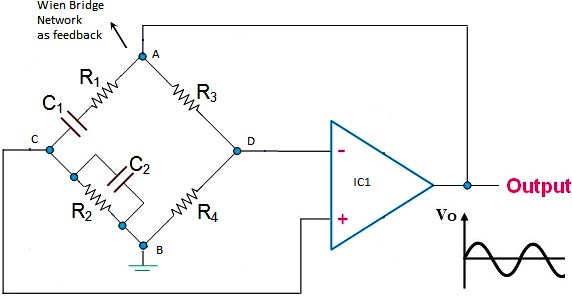 Wien Bridge
Network
as feedback
A
R1
R3
C1
C
D
C2
R2
R4
B
-
IC1
+
Output
Vo